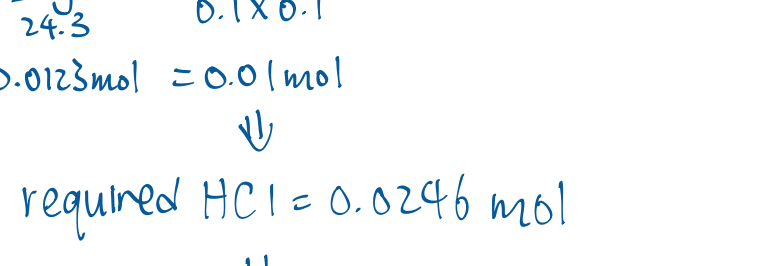 24.3 0.1×0.1
0.0123mol = 0.01mol
⇓
required HCl = 0.0246 mol